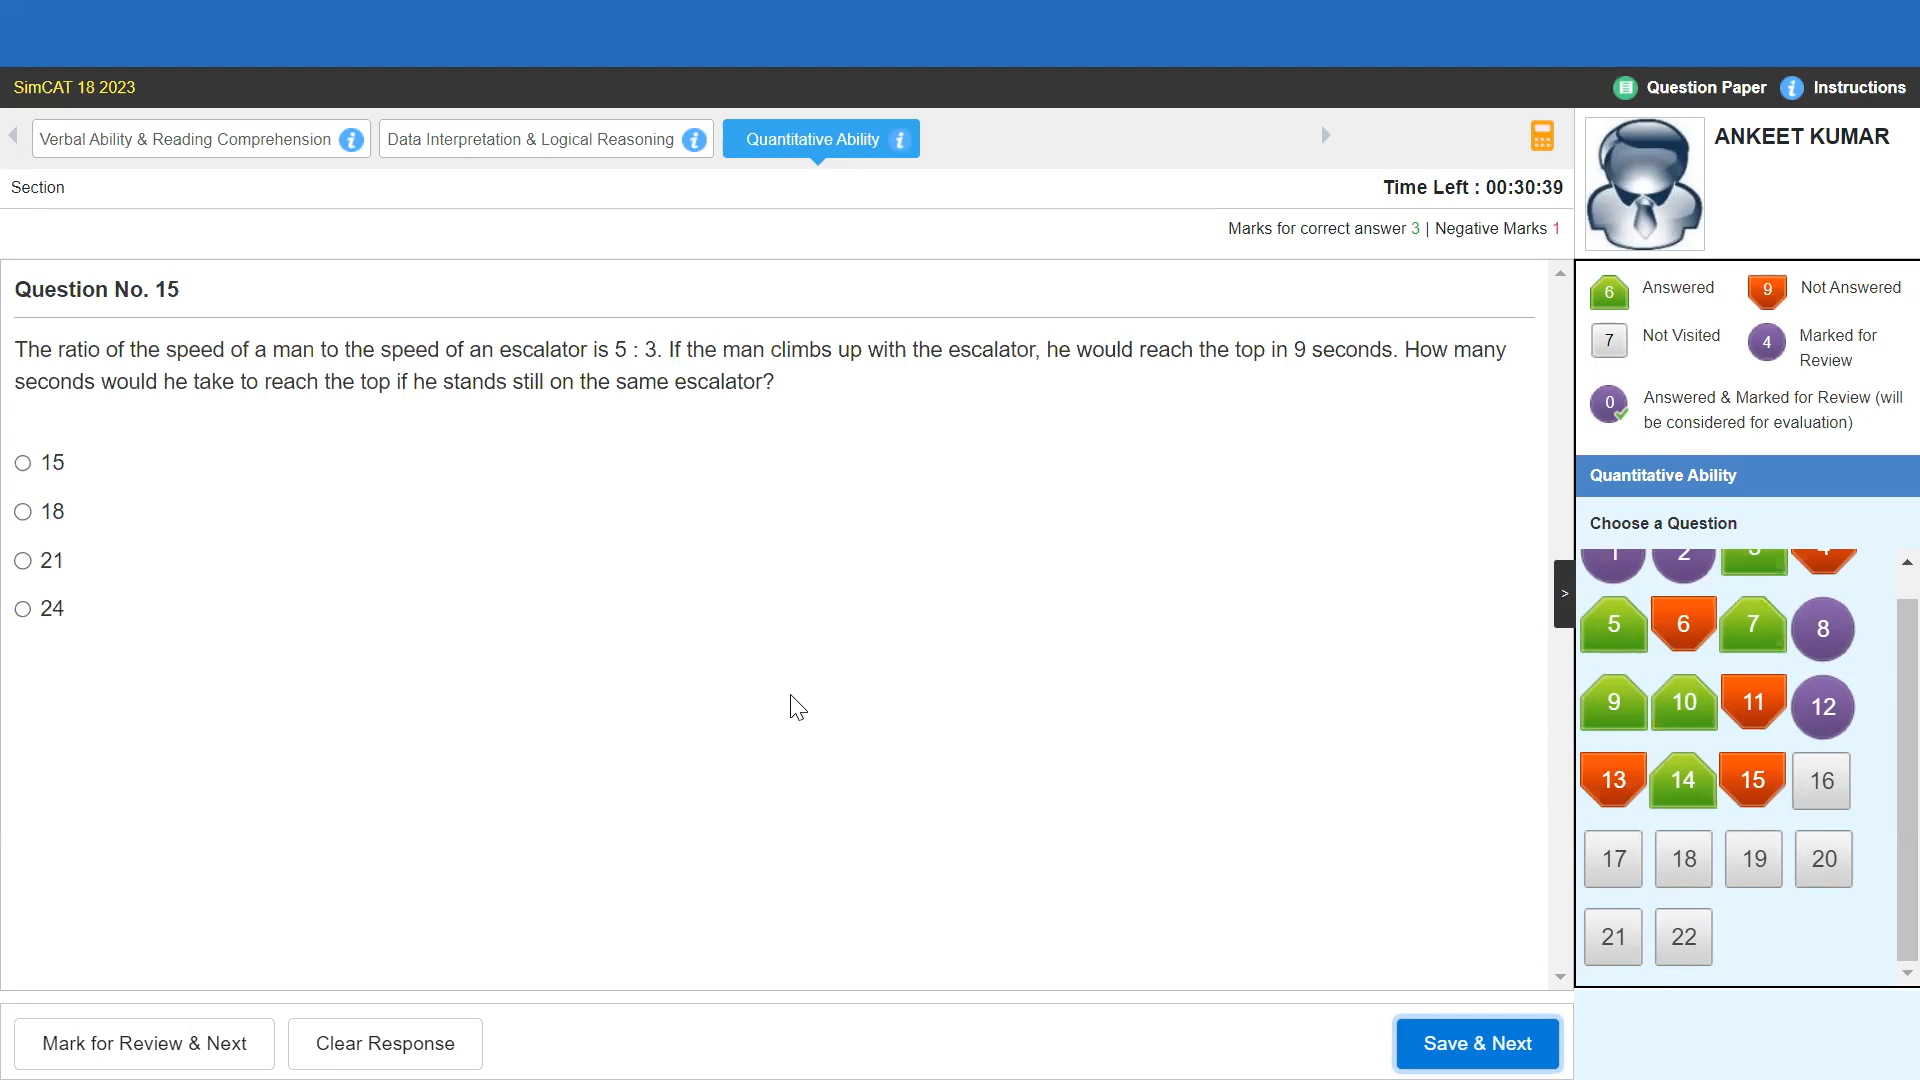 SimCAT 18 2023
Question Paper
Instructions
Verbal Ability & Reading Comprehension
Data Interpretation & Logical Reasoning
Quantitative Ability
ANKEET KUMAR
Section
Time Left : 00:30:39
Marks for correct answer 3 | Negative Marks 1
Question No. 15
The ratio of the speed of a man to the speed of an escalator is 5 : 3. If the man climbs up with the escalator, he would reach the top in 9 seconds. How many
seconds would he take to reach the top if he stands still on the same escalator?
15
18
21
24
Mark for Review & Next
Clear Response
Save & Next
6 Answered
9 Not Answered
7 Not Visited
4 Marked for
Review
0 Answered & Marked for Review (will
be considered for evaluation)
Quantitative Ability
Choose a Question
1 2 3 4
5 6 7 8
9 10 11 12
13 14 15 16
17 18 19 20
21 22
>